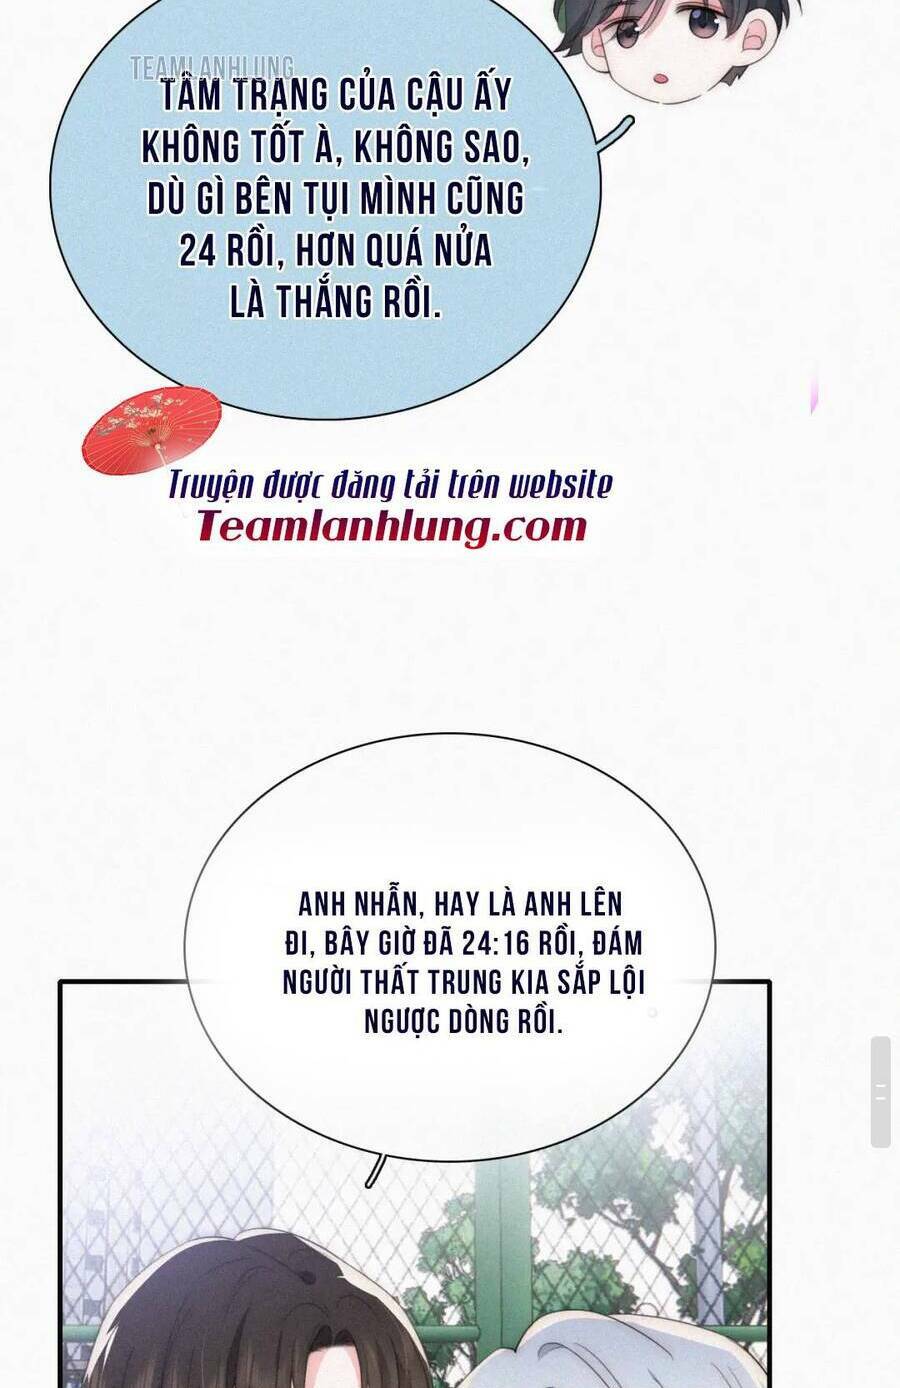 TEAMLANHLUNG
TÂM TRẠNG CỦA CẬU ẤY
KHÔNG TỐT À, KHÔNG SAO,
DÙ GÌ BÊN TỤI MÌNH CŨNG
24 RỒI, HƠN QUÁ NỬA
LÀ THẮNG RỒI.
Truyện được đăng tải trên website
Teamlanhlung.com
ANH NHẪN, HAY LÀ ANH LÊN
ĐI, BÂY GIỜ ĐÃ 24:16 RỒI, ĐÁM
NGƯỜI THẤT TRUNG KIA SẮP LỘI
NGƯỢC DÒNG RỒI.